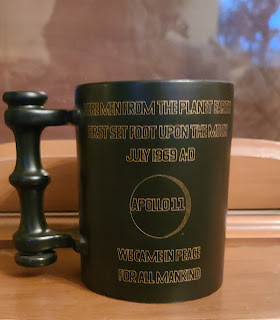 HERE MEN FROM THE PLANET EARTH
FIRST SET FOOT UPON THE MOON
JULY 1969 A.D
APOLLO 11
WE CAME IN PEACE
FOR ALL MANKIND